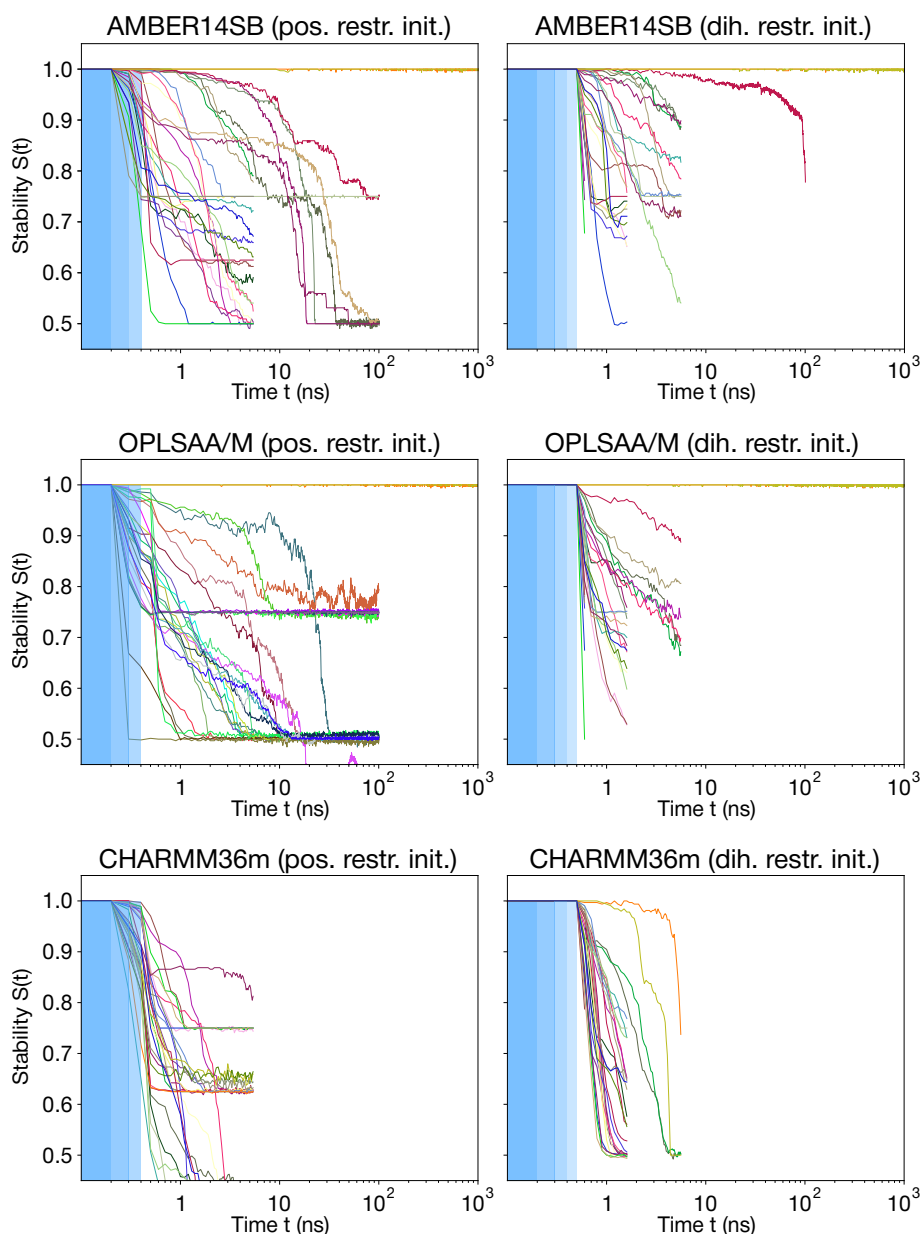 AMBER14SB (pos. restr. init.)
AMBER14SB (dih. restr. init.)
Stability S(t)
1.0
0.9
0.8
0.7
0.6
0.5
1
10
10²
10³
1
10
10²
10³
Time t (ns)
Time t (ns)
OPLSAA/M (pos. restr. init.)
OPLSAA/M (dih. restr. init.)
Stability S(t)
1.0
0.9
0.8
0.7
0.6
0.5
1
10
10²
10³
1
10
10²
10³
Time t (ns)
Time t (ns)
CHARMM36m (pos. restr. init.)
CHARMM36m (dih. restr. init.)
Stability S(t)
1.0
0.9
0.8
0.7
0.6
0.5
1
10
10²
10³
1
10
10²
10³
Time t (ns)
Time t (ns)